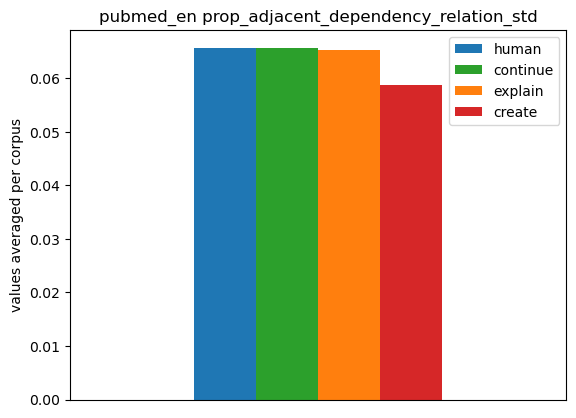 pubmed_en prop_adjacent_dependency_relation_std
values averaged per corpus
0.06
0.05
0.04
0.03
0.02
0.01
0.00
human
continue
explain
create